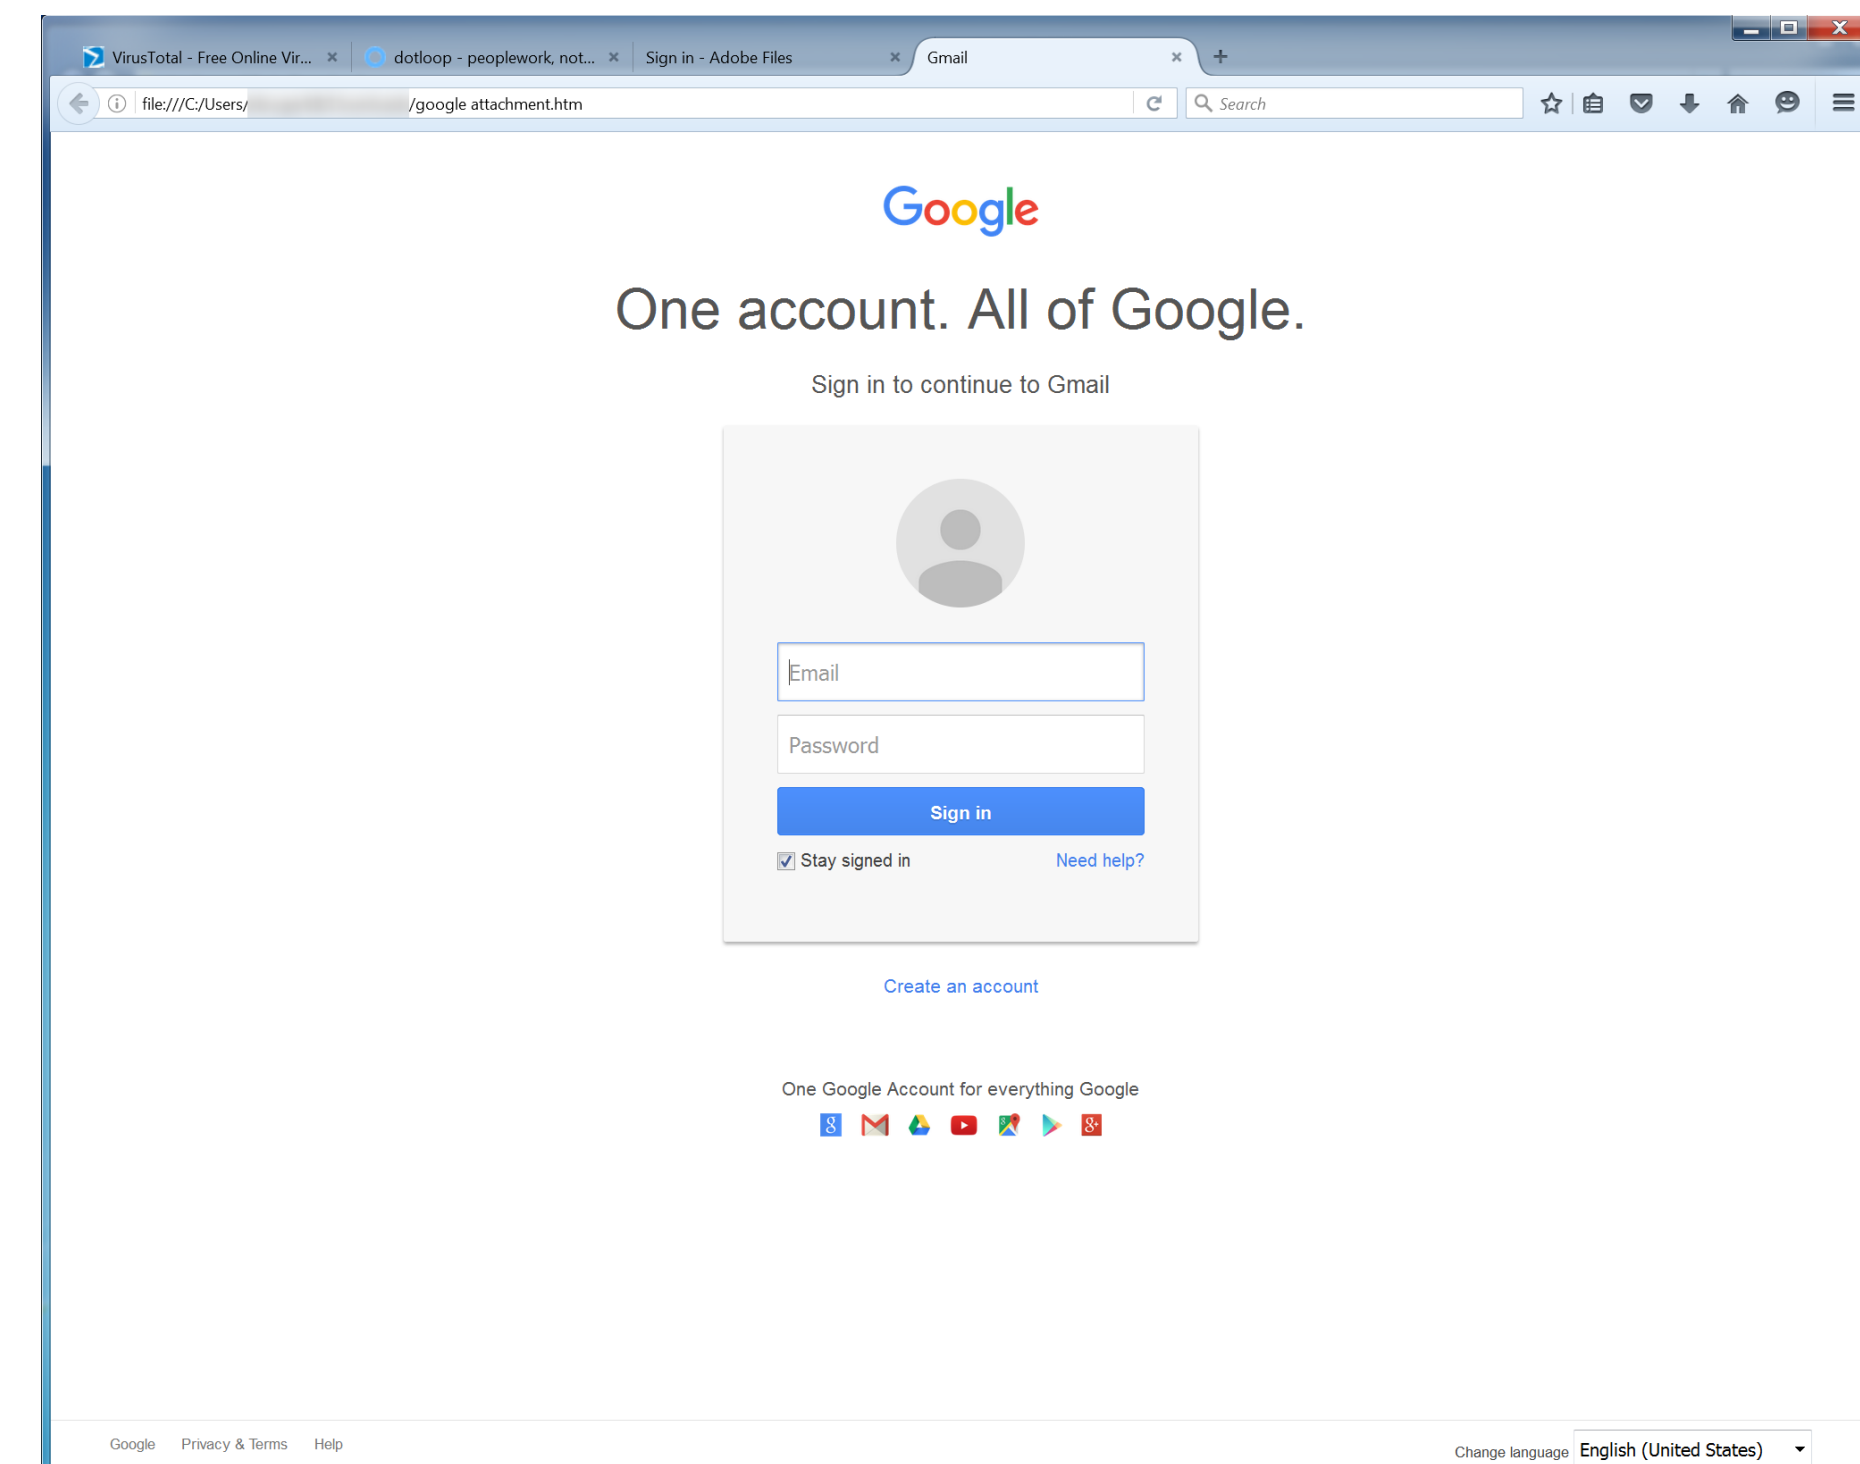 VirusTotal - Free Online Vir... dotloop - peoplework, not... Sign in - Adobe Files Gmail
file:///C:/Users/ /google attachment.htm Search
Google
One account. All of Google.
Sign in to continue to Gmail
Email
Password
Sign in
Stay signed in Need help?
Create an account
One Google Account for everything Google
Google Privacy & Terms Help Change language English (United States)